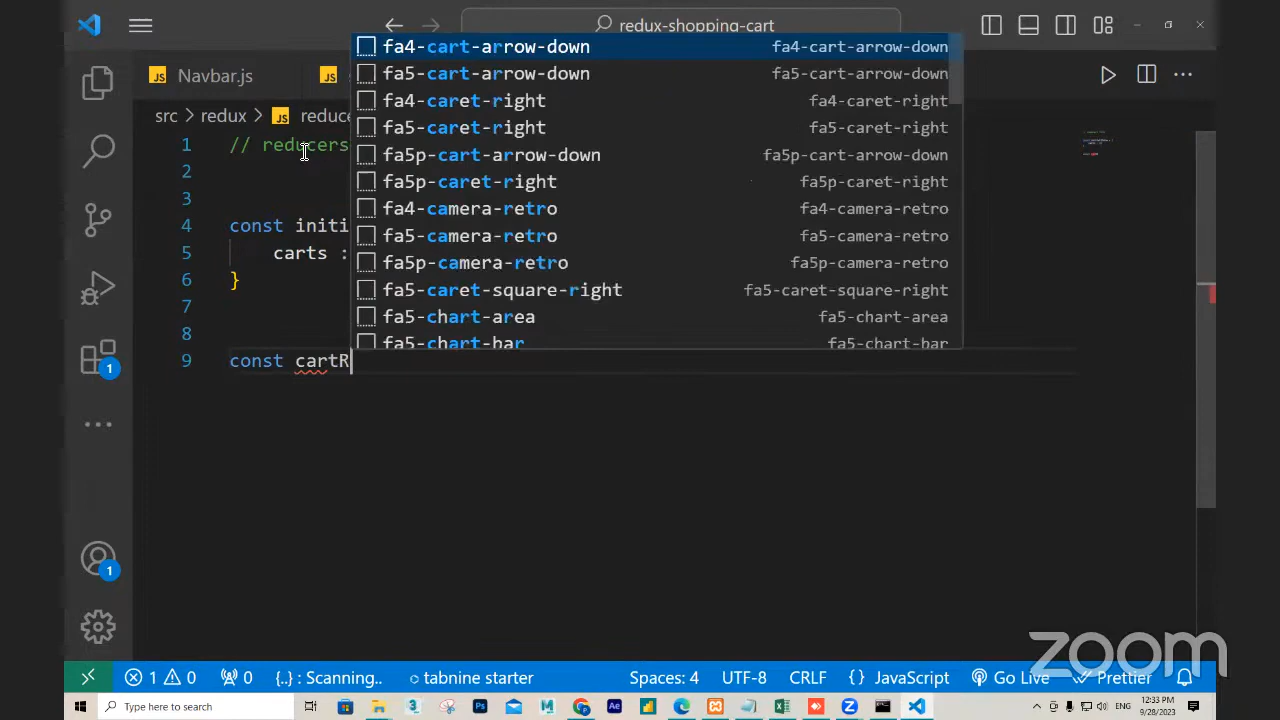 redux-shopping-cart
Navbar.js
JS
JS
src > redux > JS reduce
1 // reducers
2
3
4 const initi
5 carts :
6 }
7
8
9 const cartR
fa4-cart-arrow-down fa4-cart-arrow-down
fa5-cart-arrow-down fa5-cart-arrow-down
fa4-caret-right fa4-caret-right
fa5-caret-right fa5-caret-right
fa5p-cart-arrow-down fa5p-cart-arrow-down
fa5p-caret-right fa5p-caret-right
fa4-camera-retro fa4-camera-retro
fa5-camera-retro fa5-camera-retro
fa5p-camera-retro fa5p-camera-retro
fa5-caret-square-right fa5-caret-square-right
fa5-chart-area fa5-chart-area
fa5-chart-bar fa5-chart-bar
1
1
zoom
1 0 0 {..} : Scanning.. tabnine starter Spaces: 4 UTF-8 CRLF {} JavaScript Go Live Prettier
Type here to search
ENG
12:33 PM
9/28/2023